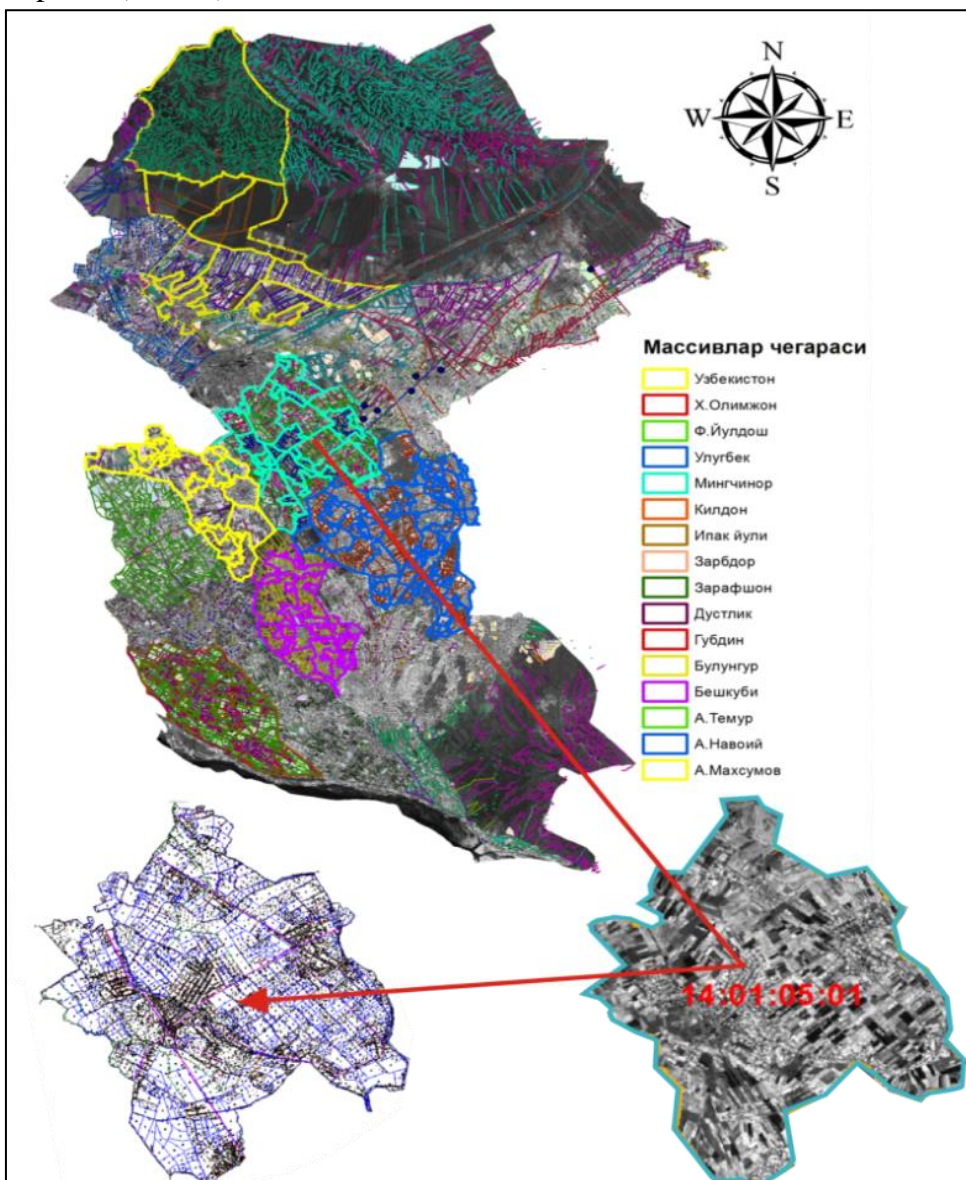 N
W E
S
Массивлар чегараси
Узбекистон
Х.Олимжон
Ф.Йулдош
Улугбек
Мингчинор
Килдон
Ипак йули
Зарбдор
Зарафшон
Дустлик
Губдин
Булунгур
Бешкуби
А.Темур
А.Навоий
А.Махсумов
14:01:05:01